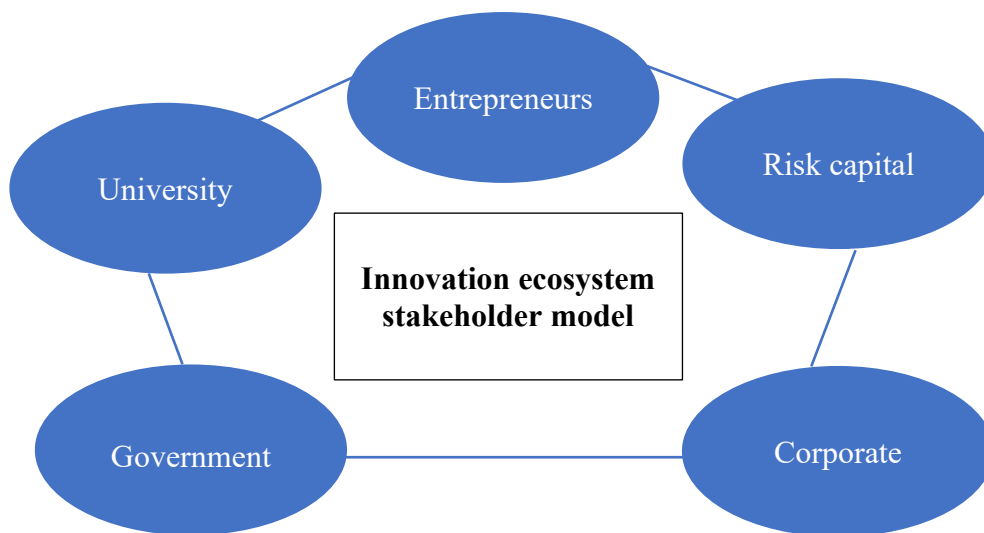 Entrepreneurs
University
Risk capital
Innovation ecosystem
stakeholder model
Government
Corporate